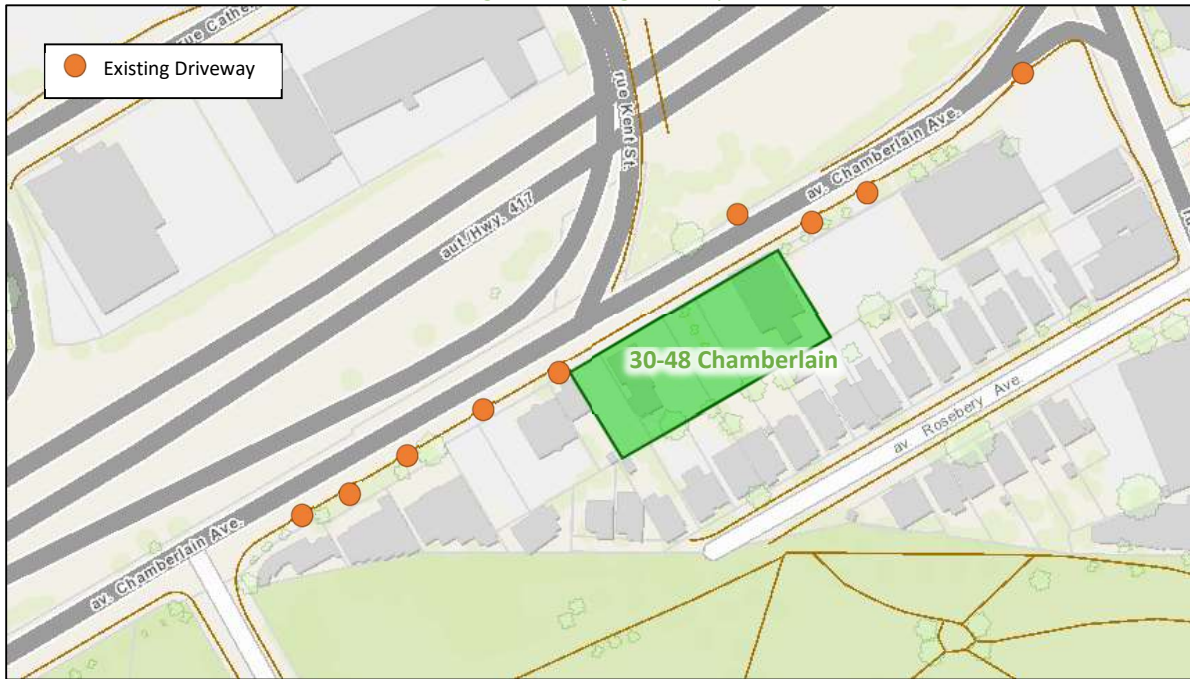 rue Cathe
Existing Driveway
rue Kent St.
av. Chamberlain Ave.
aut. Hwy. 417
30-48 Chamberlain
av. Rosebery Ave.
av. Chamberlain Ave.